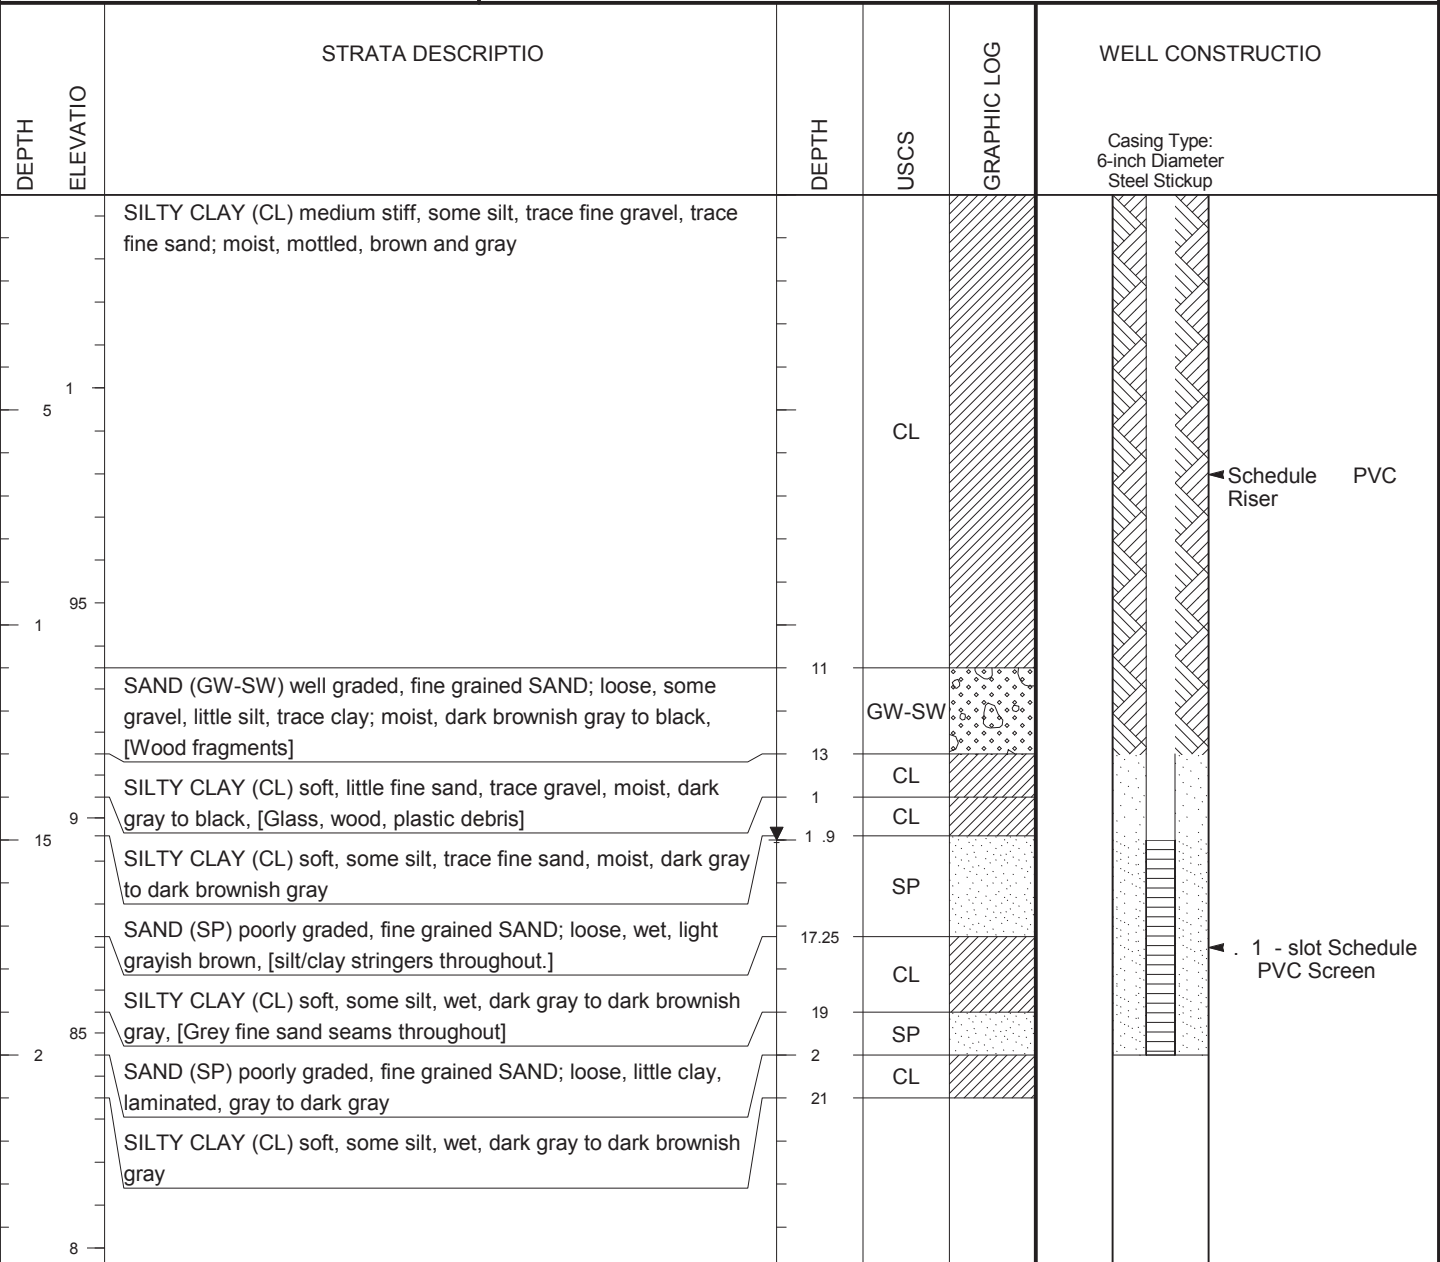 STRATA DESCRIPTIO
WELL CONSTRUCTIO
DEPTH
ELEVATIO
DEPTH
USCS
GRAPHIC LOG
Casing Type:
6-inch Diameter
Steel Stickup
SILTY CLAY (CL) medium stiff, some silt, trace fine gravel, trace
fine sand; moist, mottled, brown and gray
1
5
CL
Schedule PVC
Riser
95
1
11
SAND (GW-SW) well graded, fine grained SAND; loose, some
gravel, little silt, trace clay; moist, dark brownish gray to black,
[Wood fragments]
GW-SW
13
SILTY CLAY (CL) soft, little fine sand, trace gravel, moist, dark
gray to black, [Glass, wood, plastic debris]
CL
1
9
CL
15
1 .9
SILTY CLAY (CL) soft, some silt, trace fine sand, moist, dark gray
to dark brownish gray
SP
SAND (SP) poorly graded, fine grained SAND; loose, wet, light
grayish brown, [silt/clay stringers throughout.]
17.25
. 1 - slot Schedule
PVC Screen
CL
SILTY CLAY (CL) soft, some silt, wet, dark gray to dark brownish
gray, [Grey fine sand seams throughout]
19
85
SP
2
2
SAND (SP) poorly graded, fine grained SAND; loose, little clay,
laminated, gray to dark gray
CL
21
SILTY CLAY (CL) soft, some silt, wet, dark gray to dark brownish
gray
8